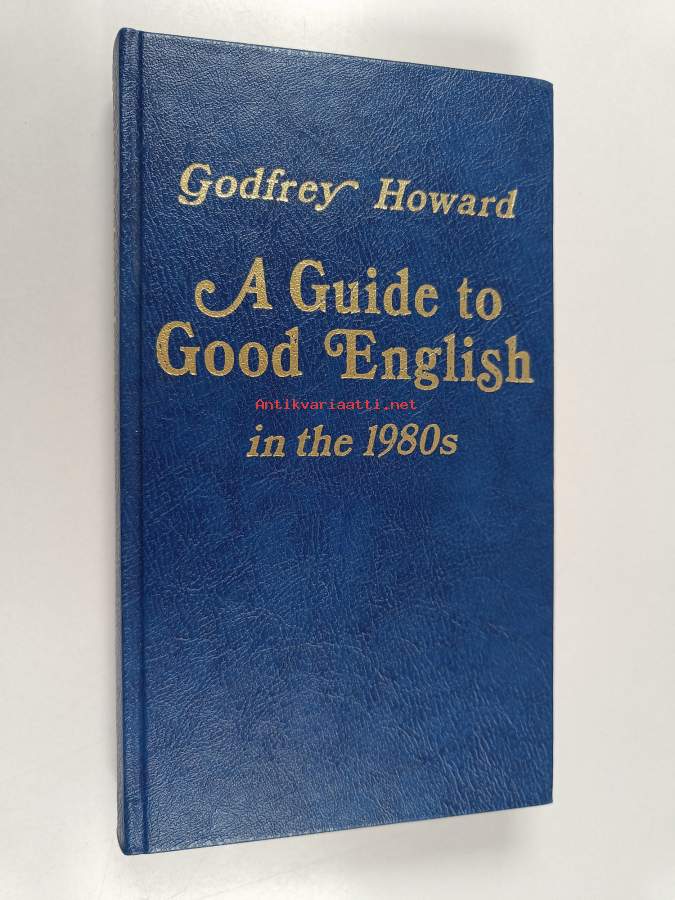 Godfrey Howard
A Guide to
Good English
Antikvariaatti.net
in the 1980s